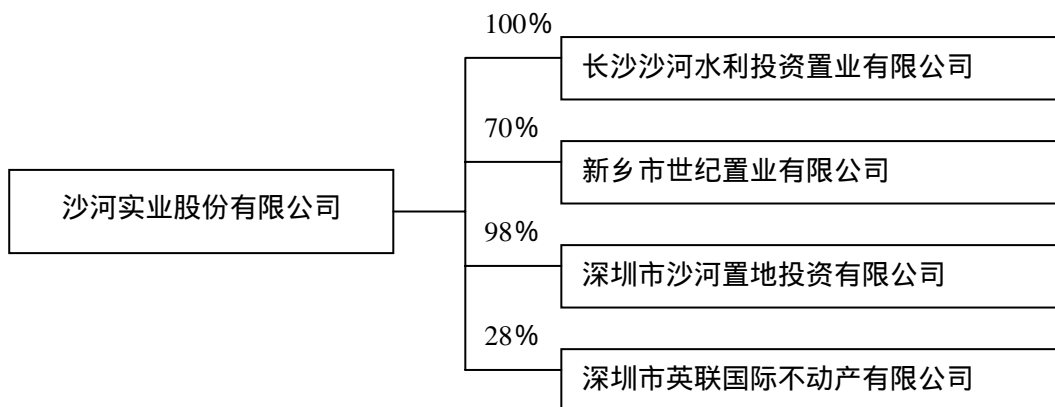 100%
长沙沙河水利投资置业有限公司
70%
新乡市世纪置业有限公司
沙河实业股份有限公司
98%
深圳市沙河置地投资有限公司
28%
深圳市英联国际不动产有限公司